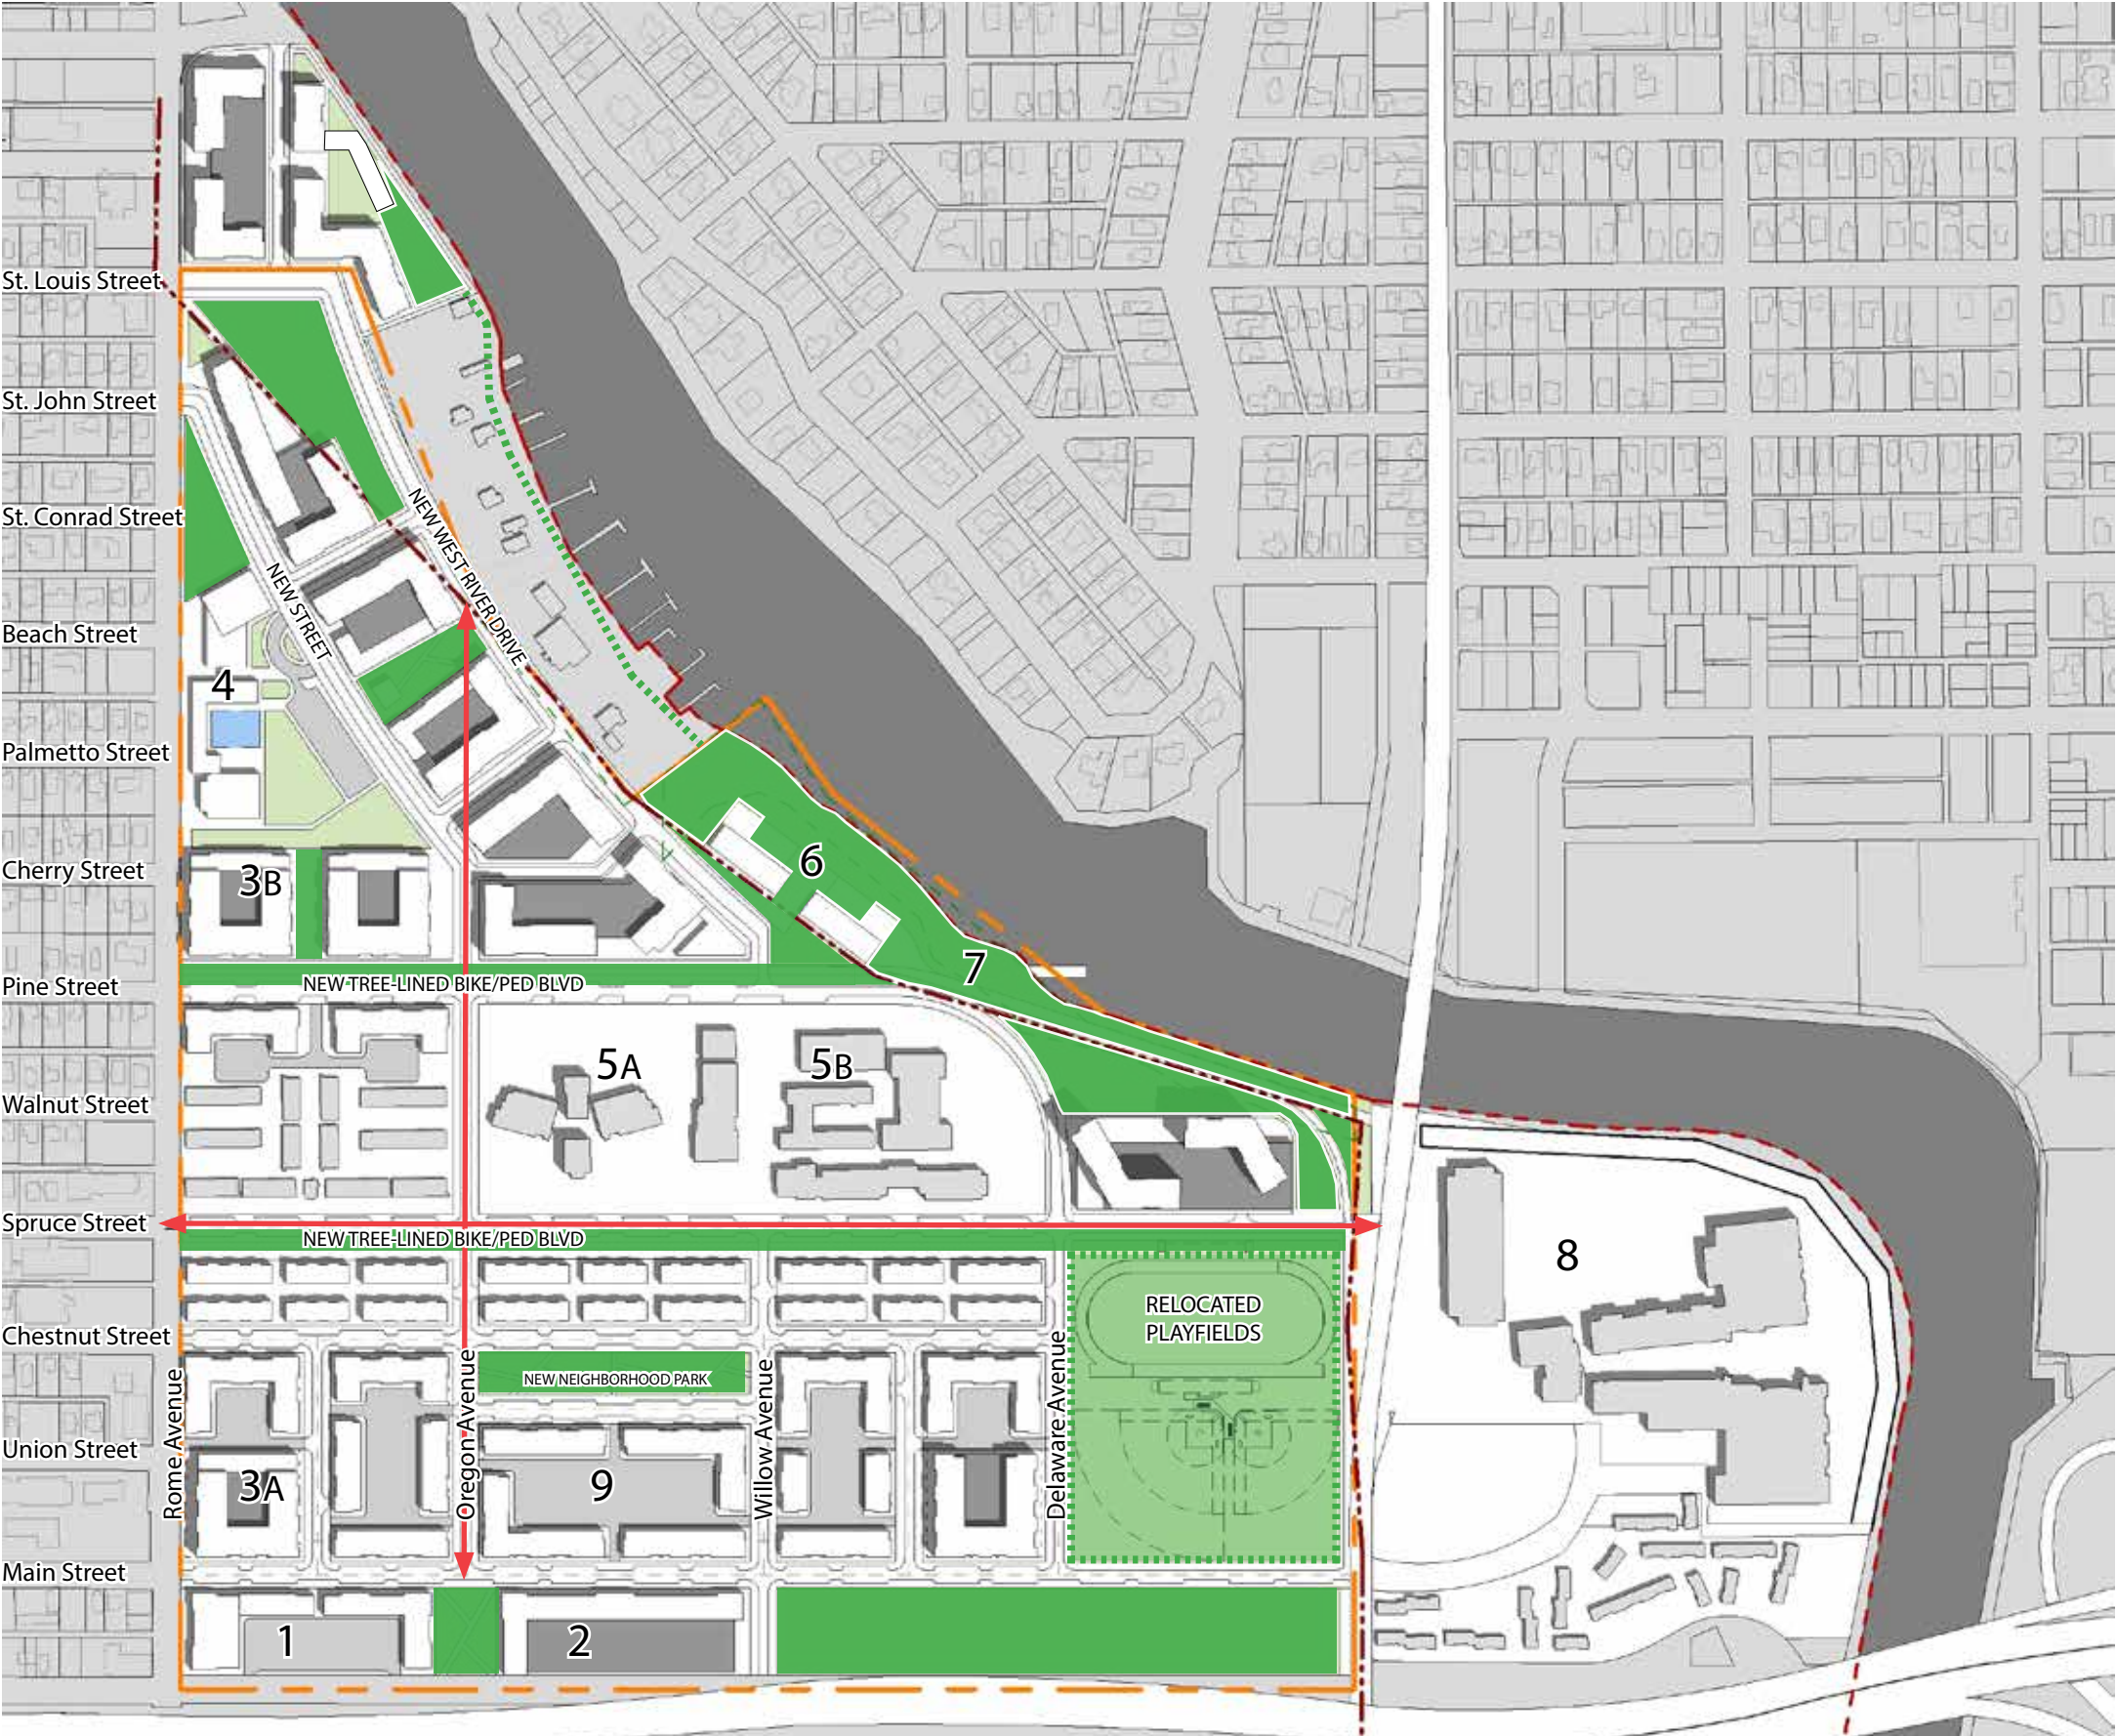 St. Louis Street
St. John Street
St. Conrad Street
NEW WEST RIVER DRIVE
NEW STREET
Beach Street
4
Palmetto Street
6
Cherry Street
3B
7
Pine Street
NEW TREE-LINED BIKE/PED BLVD
5A
5B
Walnut Street
Spruce Street
NEW TREE-LINED BIKE/PED BLVD
8
RELOCATED
PLAYFIELDS
Chestnut Street
NEW NEIGHBORHOOD PARK
Rome Avenue
Oregon Avenue
Willow Avenue
Delaware Avenue
Union Street
3A
9
Main Street
1
2